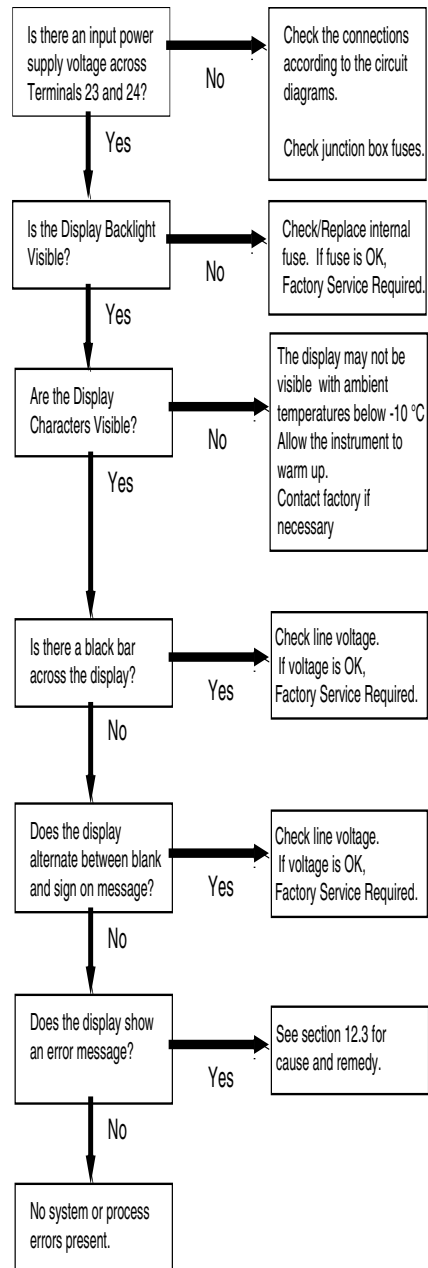 Is there an input power
supply voltage across
Terminals 23 and 24?
No
Check the connections
according to the circuit
diagrams.
Check junction box fuses.
Yes
Is the Display Backlight
Visible?
No
Check/Replace internal
fuse. If fuse is OK,
Factory Service Required.
Yes
Are the Display
Characters Visible?
No
The display may not be
visible with ambient
temperatures below -10 °C
Allow the instrument to
warm up.
Contact factory if
necessary
Yes
Is there a black bar
across the display?
Yes
Check line voltage.
If voltage is OK,
Factory Service Required.
No
Does the display
alternate between blank
and sign on message?
Yes
Check line voltage.
If voltage is OK,
Factory Service Required.
No
Does the display show
an error message?
Yes
See section 12.3 for
cause and remedy.
No
No system or process
errors present.